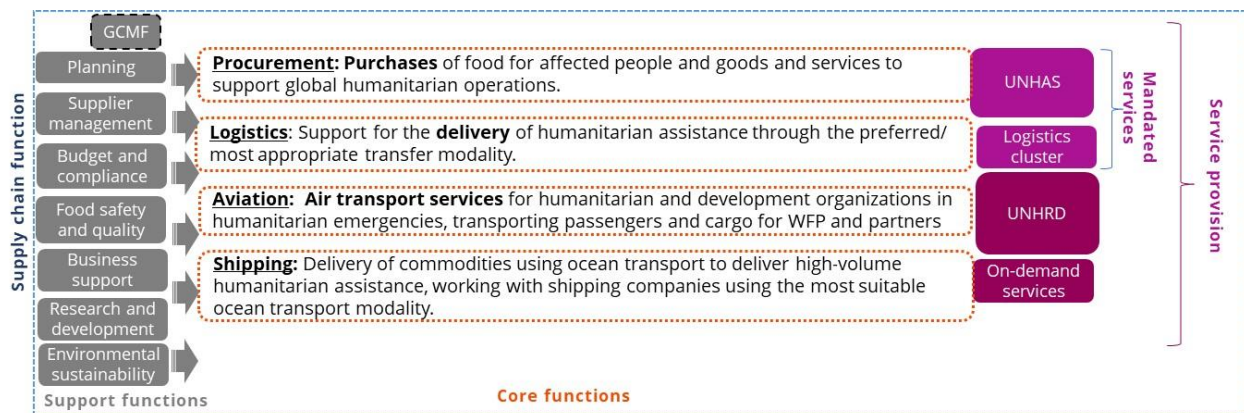 Supply chain function
GCMF
Planning
Supplier
management
Budget and
compliance
Food safety
and quality
Business
support
Research and
development
Environmental
sustainability
Support functions
Procurement: Purchases of food for affected people and goods and services to
support global humanitarian operations.
Logistics: Support for the delivery of humanitarian assistance through the preferred/
most appropriate transfer modality.
Aviation: Air transport services for humanitarian and development organizations in
humanitarian emergencies, transporting passengers and cargo for WFP and partners
Shipping: Delivery of commodities using ocean transport to deliver high-volume
humanitarian assistance, working with shipping companies using the most suitable
ocean transport modality.
Core functions
UNHAS
Logistics
cluster
UNHRD
On-demand
services
Mandated
services
Service provision